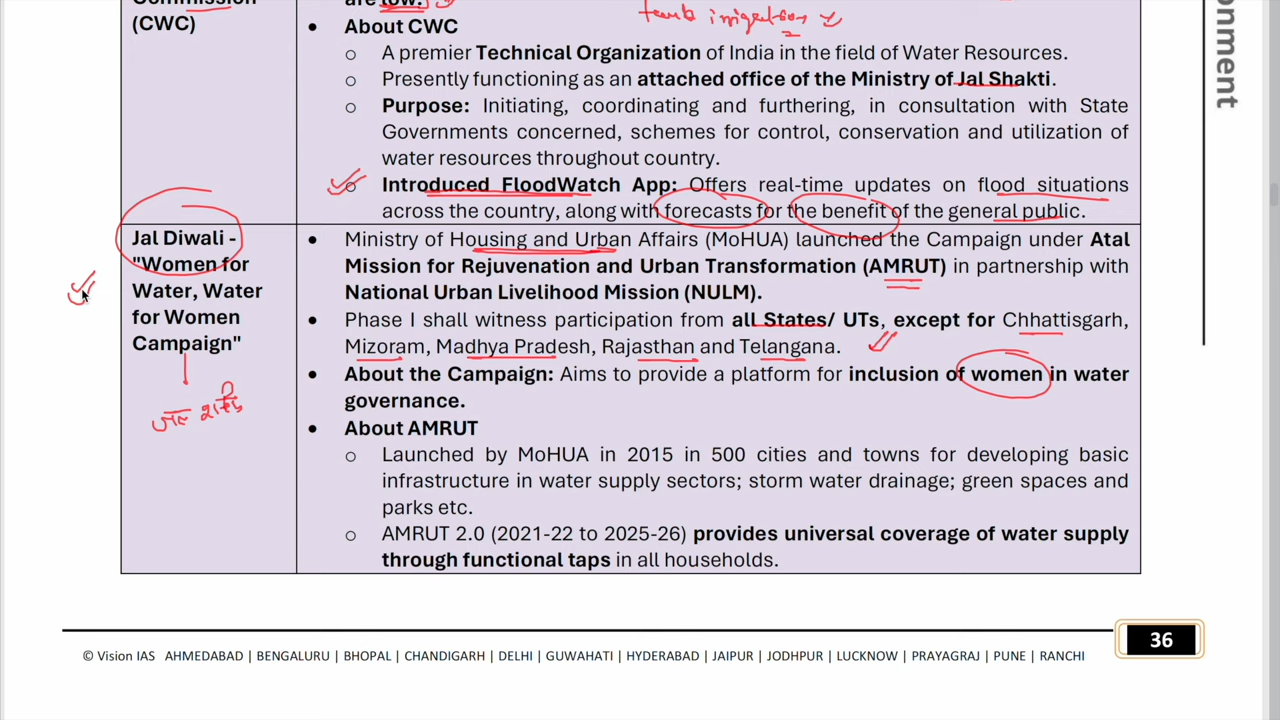 Commission
(CWC)
are low.
tank irrigation
• About CWC
o A premier Technical Organization of India in the field of Water Resources.
o Presently functioning as an attached office of the Ministry of Jal Shakti.
o Purpose: Initiating, coordinating and furthering, in consultation with State
Governments concerned, schemes for control, conservation and utilization of
water resources throughout country.
o Introduced FloodWatch App: Offers real-time updates on flood situations
across the country, along with forecasts for the benefit of the general public.
Jal Diwali -
"Women for
Water, Water
for Women
Campaign"
• Ministry of Housing and Urban Affairs (MoHUA) launched the Campaign under Atal
Mission for Rejuvenation and Urban Transformation (AMRUT) in partnership with
National Urban Livelihood Mission (NULM).
• Phase I shall witness participation from all States/ UTs, except for Chhattisgarh,
Mizoram, Madhya Pradesh, Rajasthan and Telangana.
• About the Campaign: Aims to provide a platform for inclusion of women in water
governance.
• About AMRUT
o Launched by MoHUA in 2015 in 500 cities and towns for developing basic
infrastructure in water supply sectors; storm water drainage; green spaces and
parks etc.
o AMRUT 2.0 (2021-22 to 2025-26) provides universal coverage of water supply
through functional taps in all households.
36
© Vision IAS AHMEDABAD | BENGALURU | BHOPAL | CHANDIGARH | DELHI | GUWAHATI | HYDERABAD | JAIPUR | JODHPUR | LUCKNOW | PRAYAGRAJ | PUNE | RANCHI